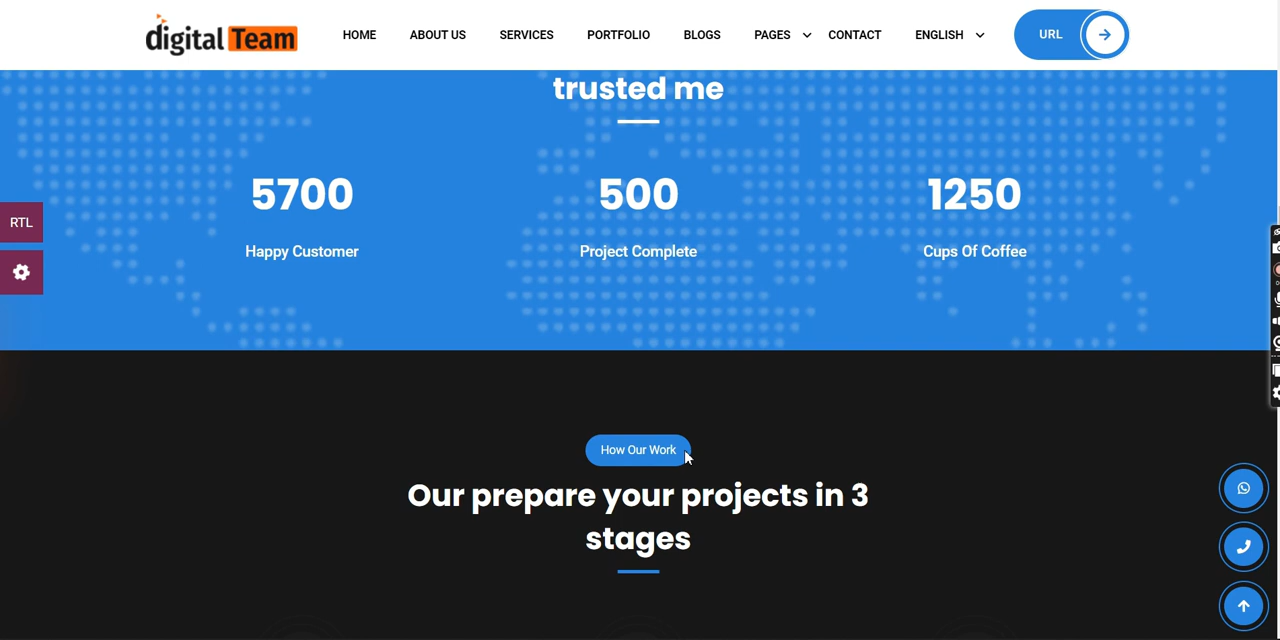 digital Team
HOME
ABOUT US
SERVICES
PORTFOLIO
BLOGS
PAGES
CONTACT
ENGLISH
URL
trusted me
5700
500
1250
Happy Customer
Project Complete
Cups Of Coffee
RTL
How Our Work
Our prepare your projects in 3
stages